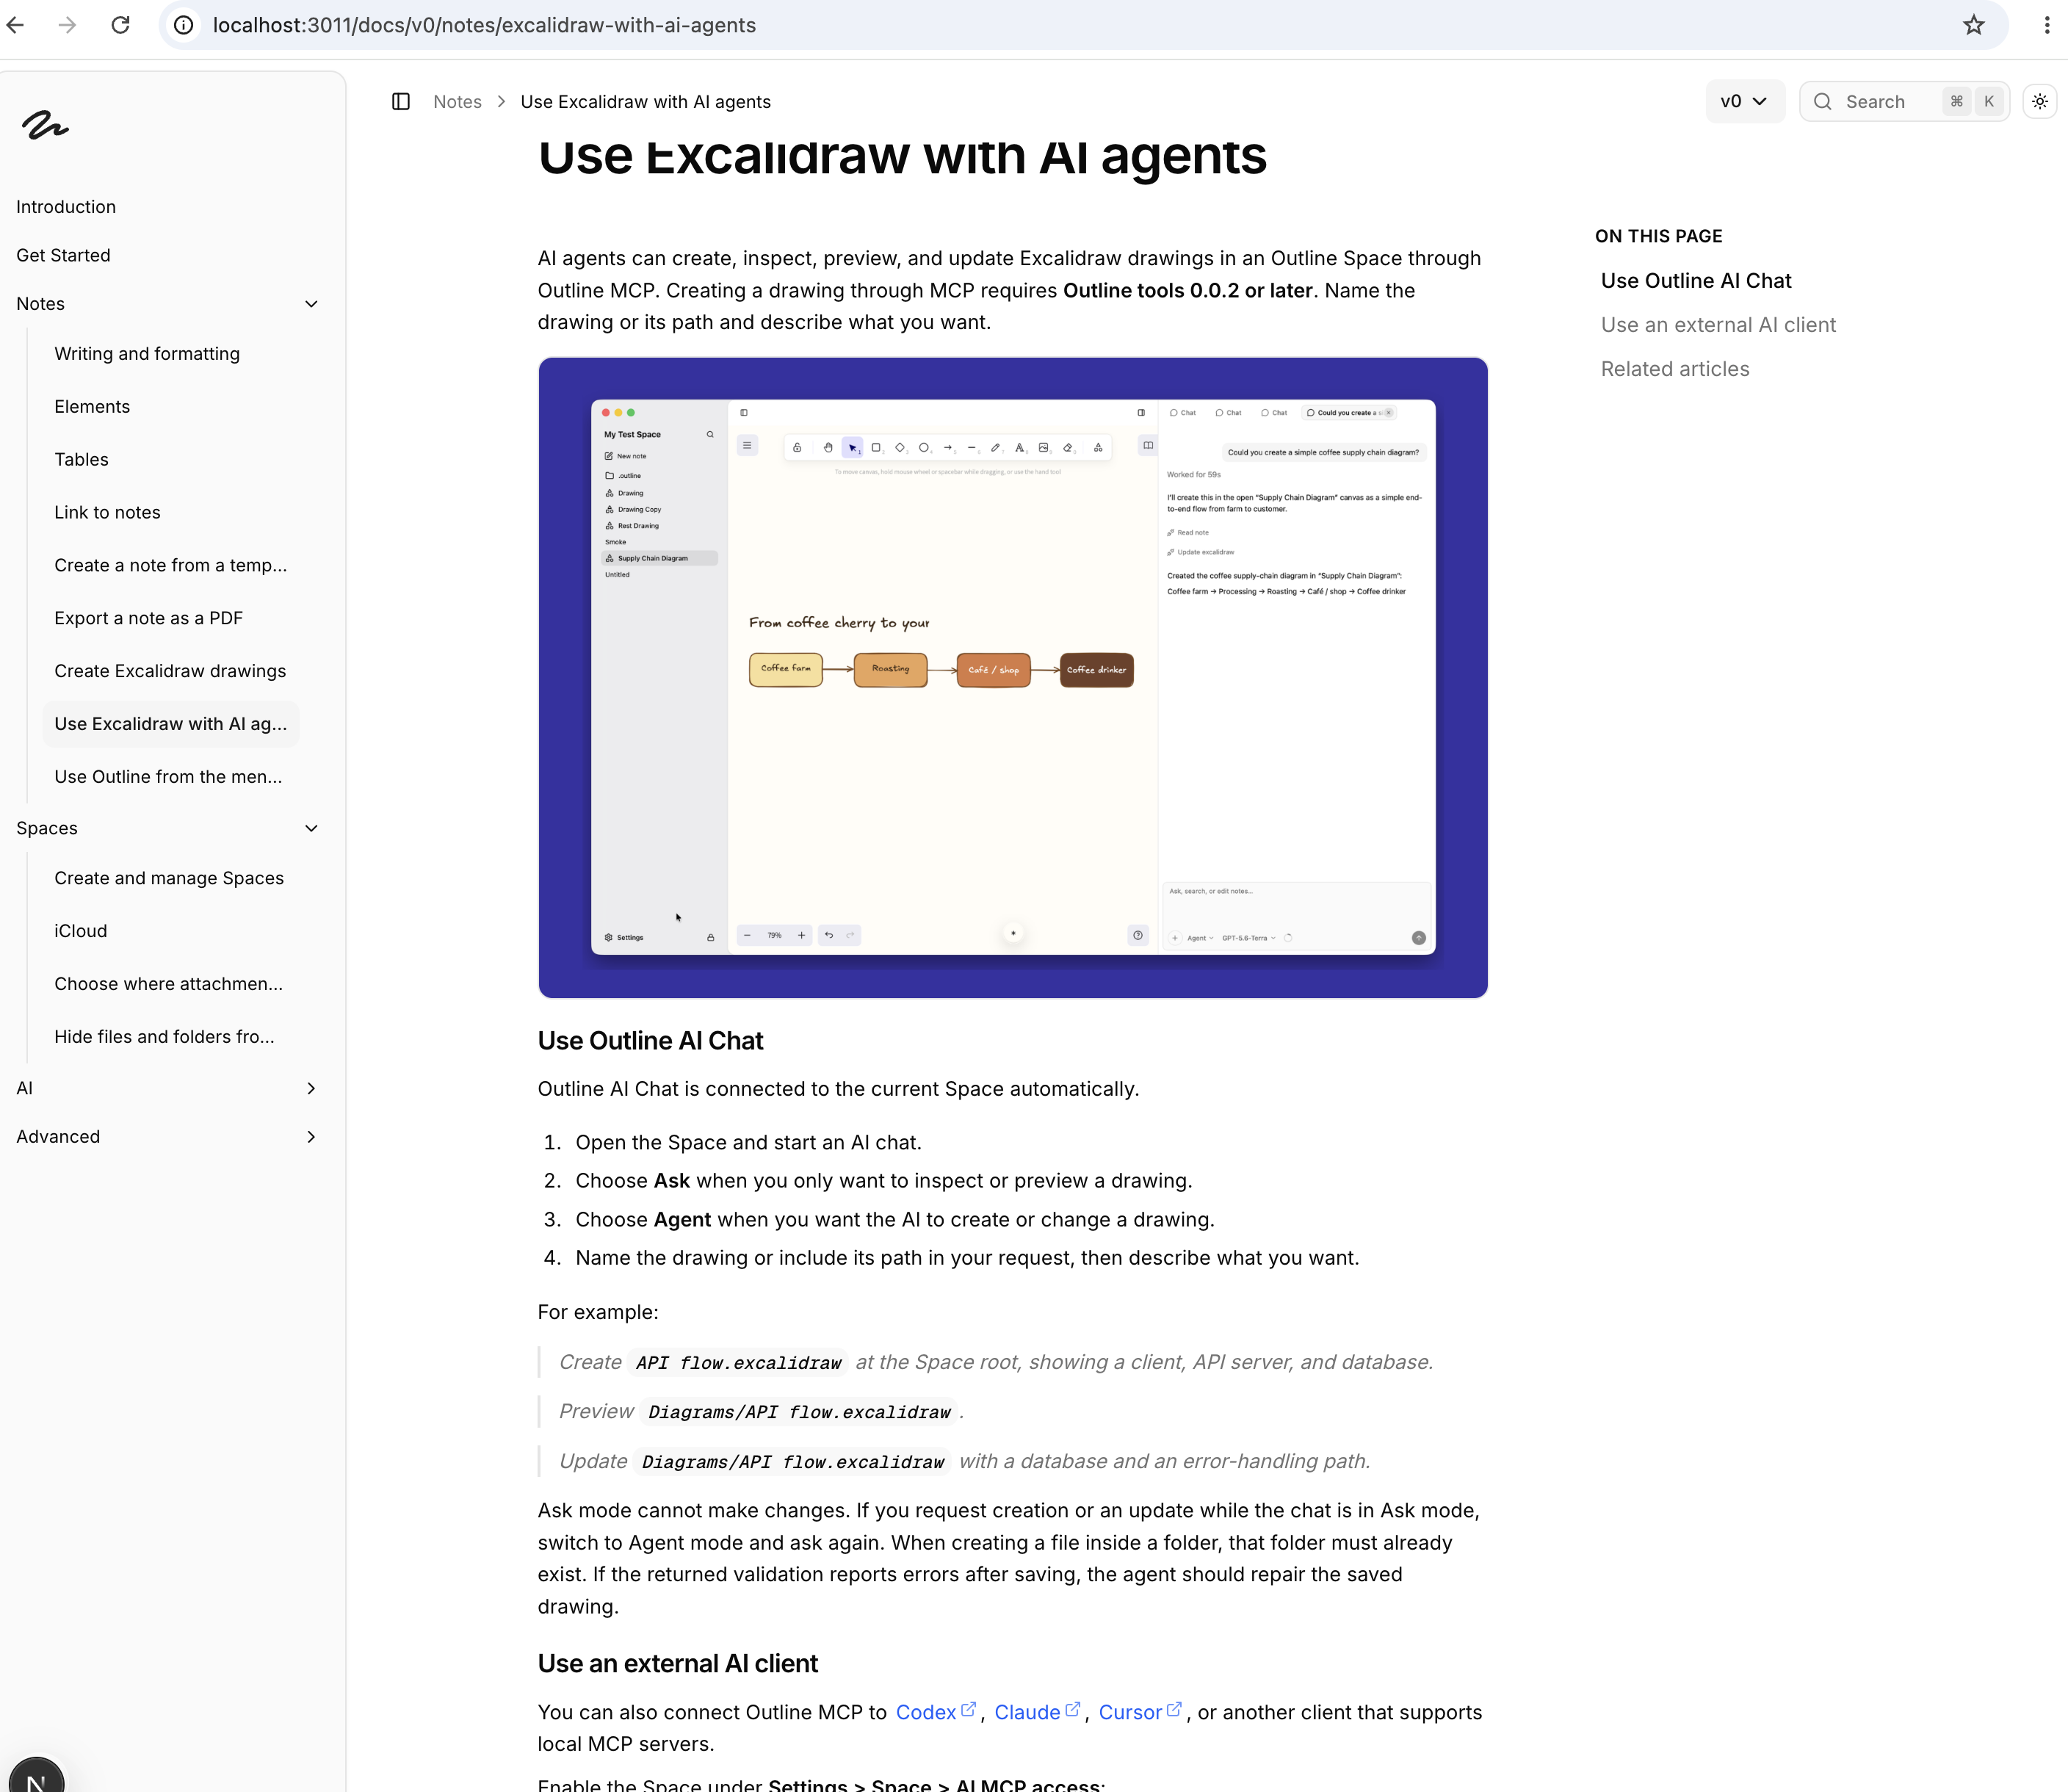 localhost:3011/docs/v0/notes/excalidraw-with-ai-agents
Notes > Use Excalidraw with AI agents
v0
Search
⌘ K
Introduction
Get Started
Notes
Writing and formatting
Elements
Tables
Link to notes
Create a note from a temp...
Export a note as a PDF
Create Excalidraw drawings
Use Excalidraw with AI ag...
Use Outline from the men...
Spaces
Create and manage Spaces
iCloud
Choose where attachmen...
Hide files and folders fro...
AI
Advanced
N
Use Excalidraw with AI agents
AI agents can create, inspect, preview, and update Excalidraw drawings in an Outline Space through
Outline MCP. Creating a drawing through MCP requires Outline tools 0.0.2 or later. Name the
drawing or its path and describe what you want.
My Test Space
New note
.outline
Drawing
Drawing Copy
Rest Drawing
Smoke
Supply Chain Diagram
Untitled
Settings
To move canvas, hold mouse wheel or spacebar while dragging, or use the hand tool
From coffee cherry to your
Coffee farm
Roasting
Café / shop
Coffee drinker
79%
Chat
Chat
Chat
Could you create a
Could you create a simple coffee supply chain diagram?
Worked for 59s
I'll create this in the open "Supply Chain Diagram" canvas as a simple end-
to-end flow from farm to customer.
Read note
Update excalidraw
Created the coffee supply-chain diagram in "Supply Chain Diagram":
Coffee farm → Processing → Roasting → Café / shop → Coffee drinker
Ask, search, or edit notes...
Agent
GPT-5.6-Terra
Use Outline AI Chat
Outline AI Chat is connected to the current Space automatically.
1. Open the Space and start an AI chat.
2. Choose Ask when you only want to inspect or preview a drawing.
3. Choose Agent when you want the AI to create or change a drawing.
4. Name the drawing or include its path in your request, then describe what you want.
For example:
Create API flow.excalidraw at the Space root, showing a client, API server, and database.
Preview Diagrams/API flow.excalidraw.
Update Diagrams/API flow.excalidraw with a database and an error-handling path.
Ask mode cannot make changes. If you request creation or an update while the chat is in Ask mode,
switch to Agent mode and ask again. When creating a file inside a folder, that folder must already
exist. If the returned validation reports errors after saving, the agent should repair the saved
drawing.
Use an external AI client
You can also connect Outline MCP to Codex, Claude, Cursor, or another client that supports
local MCP servers.
Enable the Space under Settings > Space > AI MCP access:
ON THIS PAGE
Use Outline AI Chat
Use an external AI client
Related articles